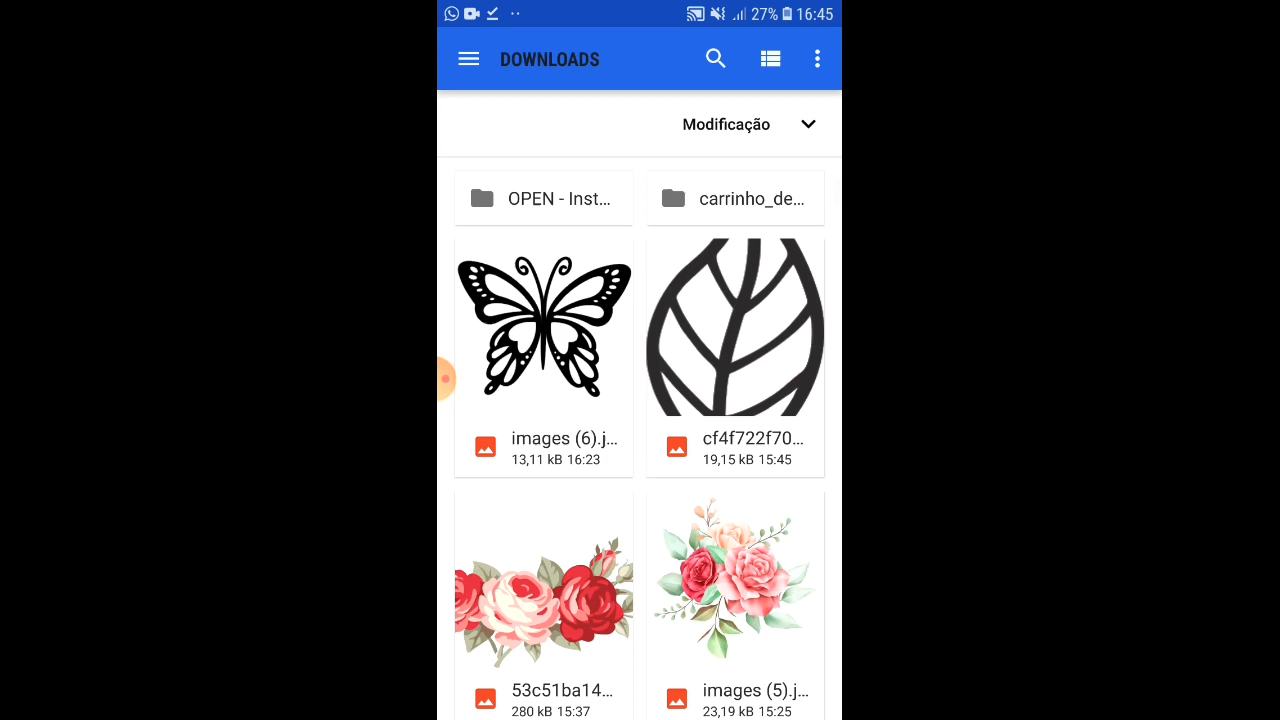 27% 16:45
DOWNLOADS
Modificação
OPEN - Inst...
carrinho_de...
images (6).j...
13,11 kB 16:23
cf4f722f70...
19,15 kB 15:45
53c51ba14...
280 kB 15:37
images (5).j...
23,19 kB 15:25